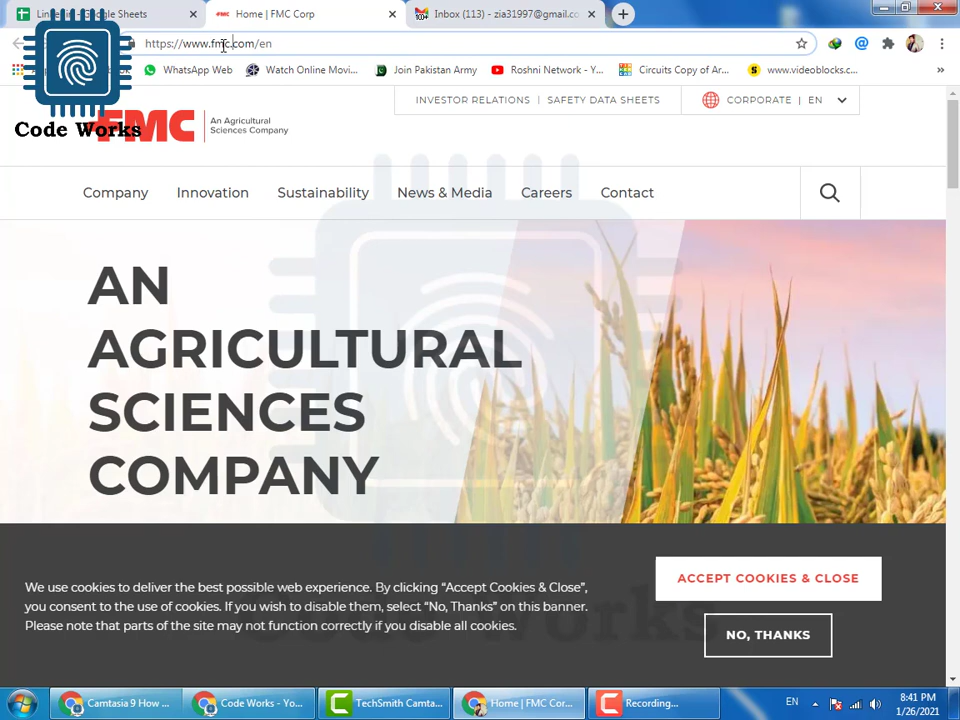 Google Sheets
Home | FMC Corp
Inbox (113) - zia31997@gmail.co
https://www.fmc.com/en
WhatsApp Web
Watch Online Movi...
Join Pakistan Army
Roshni Network - Y...
Circuits Copy of Ar...
www.videoblocks.c...
»
Code Works
FMC
An Agricultural
Sciences Company
INVESTOR RELATIONS | SAFETY DATA SHEETS
CORPORATE | EN
Company
Innovation
Sustainability
News & Media
Careers
Contact
AN
AGRICULTURAL
SCIENCES
COMPANY
We use cookies to deliver the best possible web experience. By clicking “Accept Cookies & Close”,
you consent to the use of cookies. If you wish to disable them, select “No, Thanks” on this banner.
Please note that parts of the site may not function correctly if you disable all cookies.
ACCEPT COOKIES & CLOSE
NO, THANKS
Code Works
Camtasia 9 How ...
Code Works - Yo...
TechSmith Camta...
Home | FMC Cor...
Recording...
EN
8:41 PM
1/26/2021